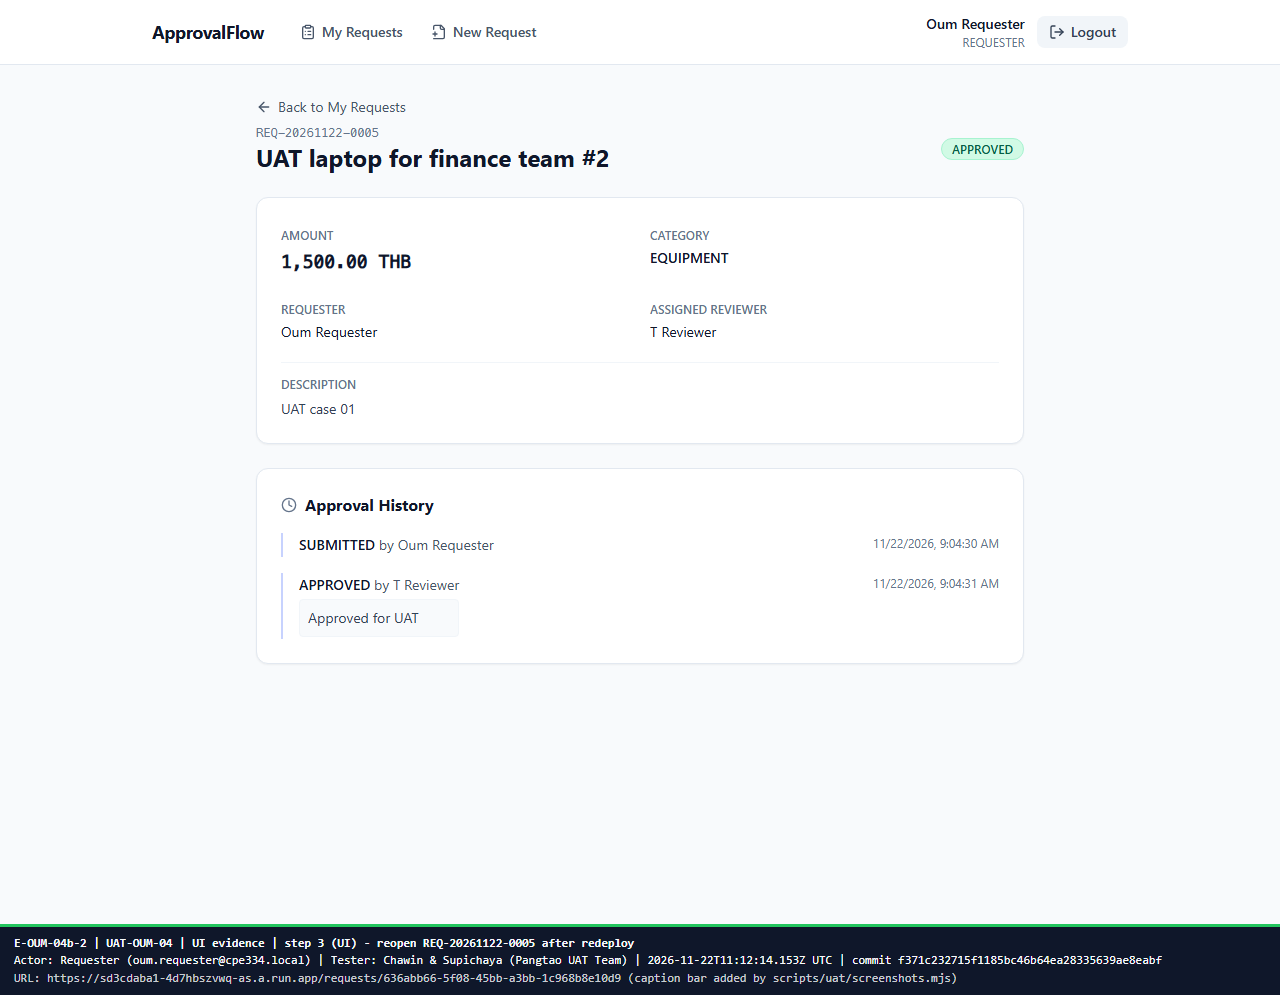 ApprovalFlow
My Requests
New Request
Oum Requester
REQUESTER
Logout
Back to My Requests
REQ-20261122-0005
UAT laptop for finance team #2
APPROVED
AMOUNT
1,500.00 THB
CATEGORY
EQUIPMENT
REQUESTER
Oum Requester
ASSIGNED REVIEWER
T Reviewer
DESCRIPTION
UAT case 01
Approval History
SUBMITTED by Oum Requester
11/22/2026, 9:04:30 AM
APPROVED by T Reviewer
11/22/2026, 9:04:31 AM
Approved for UAT
E-OUM-04b-2 | UAT-OUM-04 | UI evidence | step 3 (UI) - reopen REQ-20261122-0005 after redeploy
Actor: Requester (oum.requester@cpe334.local) | Tester: Chawin & Supichaya (Pangtao UAT Team) | 2026-11-22T11:12:14.153Z UTC | commit f371c232715f1185bc46b64ea28335639ae8eabf
URL: https://sd3cdaba1-4d7hbszvwq-as.a.run.app/requests/636abb66-5f08-45bb-a3bb-1c968b8e10d9 (caption bar added by scripts/uat/screenshots.mjs)